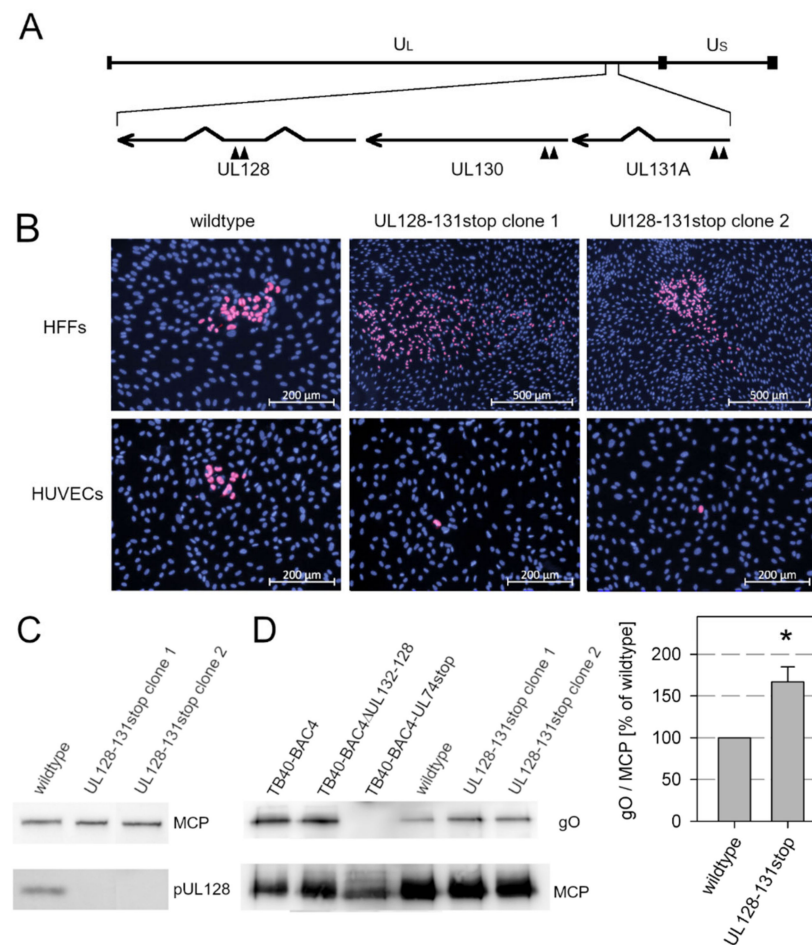 A
UL
US
UL128
UL130
UL131A
B
wildtype
UL128-131stop clone 1
Ul128-131stop clone 2
HFFs
200 µm
500 µm
500 µm
HUVECs
200 µm
200 µm
200 µm
C
wildtype
UL128-131stop clone 1
UL128-131stop clone 2
MCP
pUL128
D
TB40-BAC4
TB40-BAC4ΔUL132-128
TB40-BAC4-UL74stop
wildtype
UL128-131stop clone 1
UL128-131stop clone 2
gO
MCP
gO / MCP [% of wildtype]
200
150
100
50
0
*
wildtype
UL128-131stop